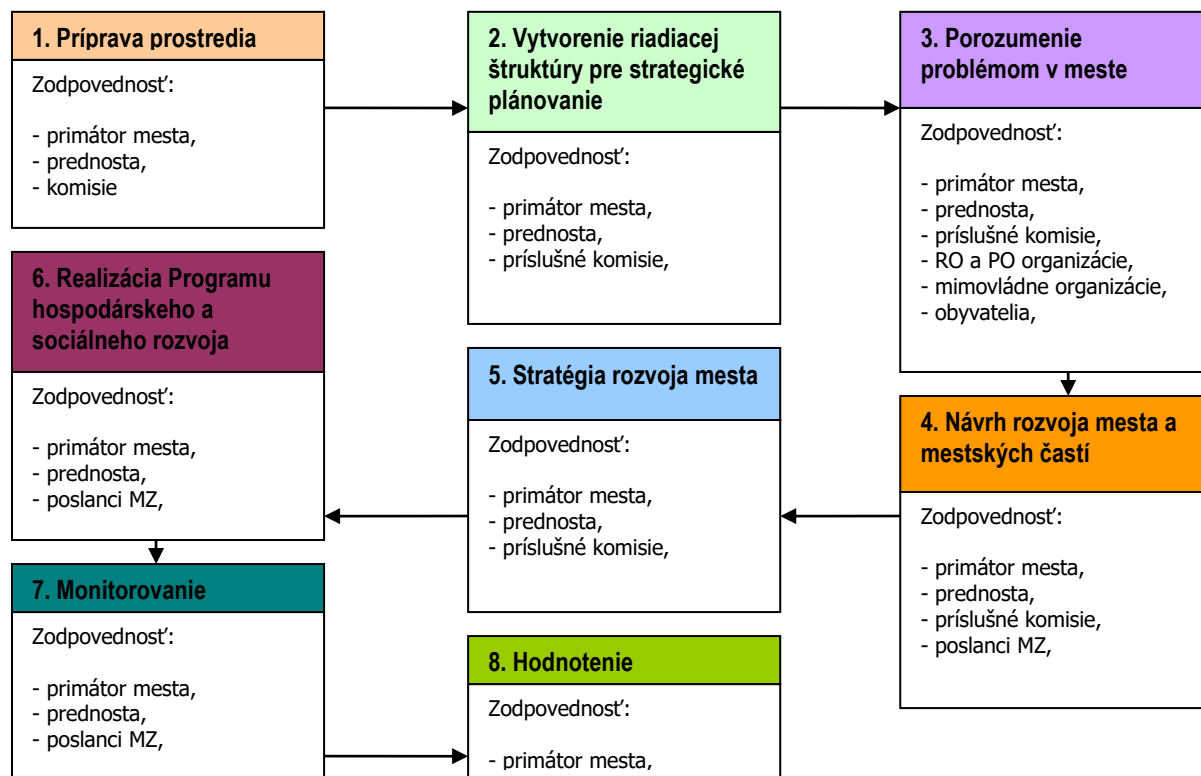 1. Príprava prostredia
Zodpovednosť:
- primátor mesta,
- prednosta,
- komisie
2. Vytvorenie riadiacej
štruktúry pre strategické
plánovanie
Zodpovednosť:
- primátor mesta,
- prednosta,
- príslušné komisie,
3. Porozumenie
problémom v meste
Zodpovednosť:
- primátor mesta,
- prednosta,
- príslušné komisie,
- RO a PO organizácie,
- mimovládne organizácie,
- obyvatelia,
4. Návrh rozvoja mesta a
mestských častí
Zodpovednosť:
- primátor mesta,
- prednosta,
- príslušné komisie,
- poslanci MZ,
5. Stratégia rozvoja mesta
Zodpovednosť:
- primátor mesta,
- prednosta,
- príslušné komisie,
6. Realizácia Programu
hospodárskeho a
sociálneho rozvoja
Zodpovednosť:
- primátor mesta,
- prednosta,
- poslanci MZ,
7. Monitorovanie
Zodpovednosť:
- primátor mesta,
- prednosta,
- poslanci MZ,
8. Hodnotenie
Zodpovednosť:
- primátor mesta,